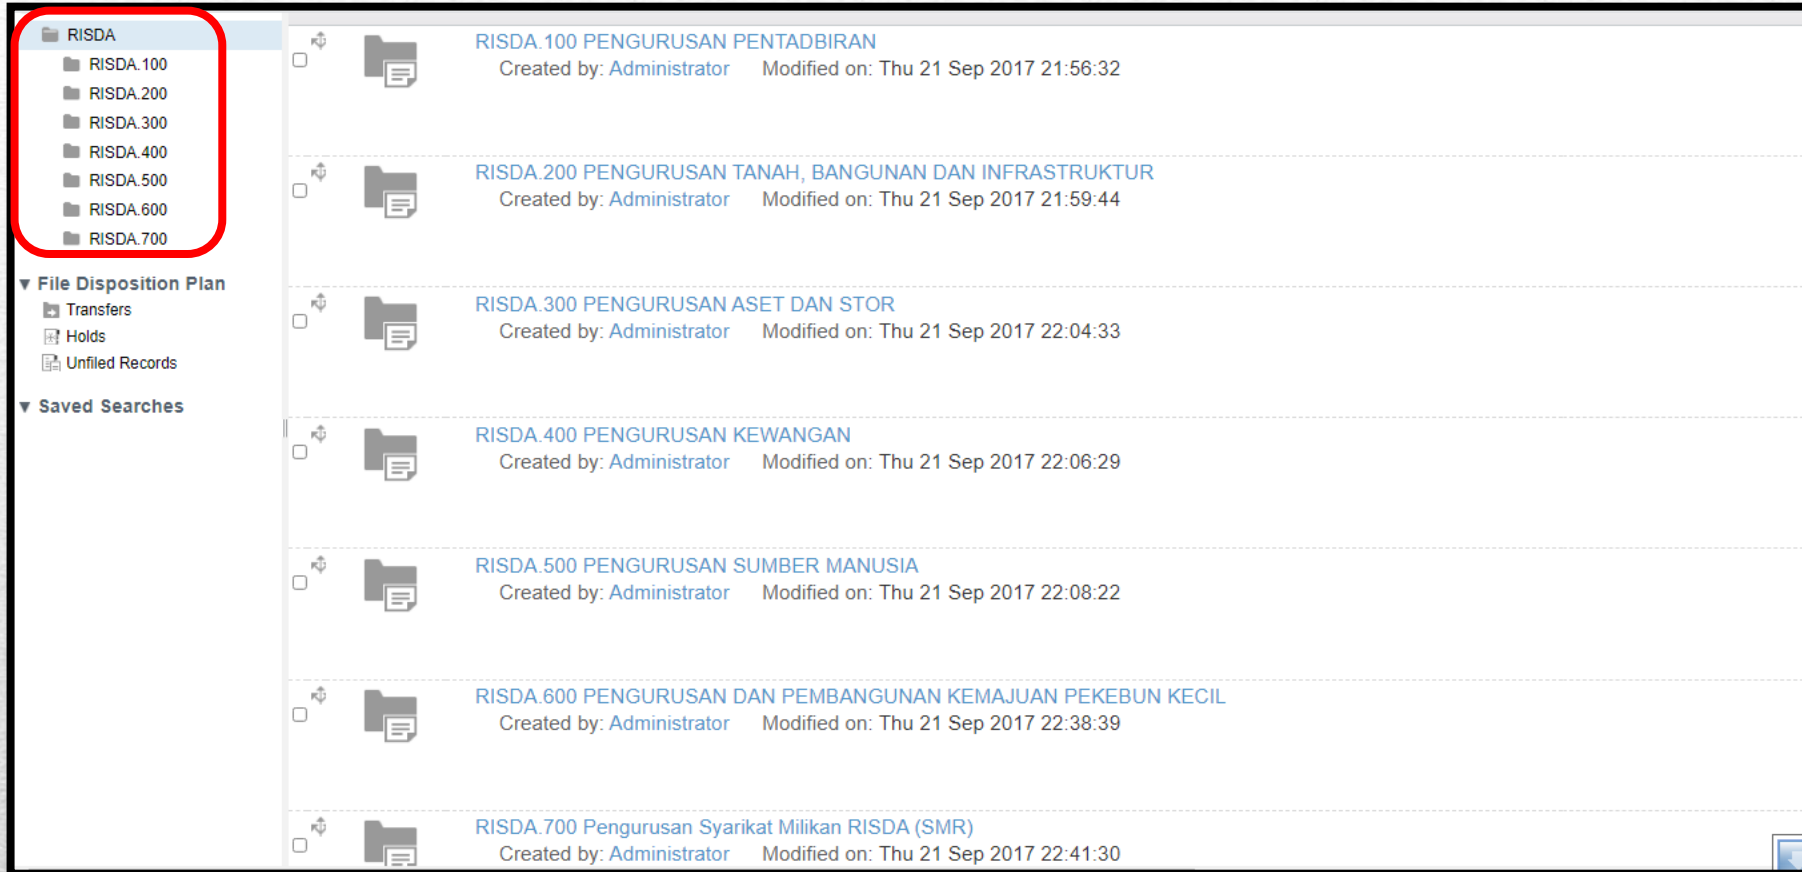 RISDA
RISDA.100
RISDA.200
RISDA.300
RISDA.400
RISDA.500
RISDA.600
RISDA.700
File Disposition Plan
Transfers
Holds
Unfiled Records
Saved Searches
RISDA.100 PENGURUSAN PENTADBIRAN
Created by: Administrator Modified on: Thu 21 Sep 2017 21:56:32
RISDA.200 PENGURUSAN TANAH, BANGUNAN DAN INFRASTRUKTUR
Created by: Administrator Modified on: Thu 21 Sep 2017 21:59:44
RISDA.300 PENGURUSAN ASET DAN STOR
Created by: Administrator Modified on: Thu 21 Sep 2017 22:04:33
RISDA.400 PENGURUSAN KEWANGAN
Created by: Administrator Modified on: Thu 21 Sep 2017 22:06:29
RISDA.500 PENGURUSAN SUMBER MANUSIA
Created by: Administrator Modified on: Thu 21 Sep 2017 22:08:22
RISDA.600 PENGURUSAN DAN PEMBANGUNAN KEMAJUAN PEKEBUN KECIL
Created by: Administrator Modified on: Thu 21 Sep 2017 22:38:39
RISDA.700 Pengurusan Syarikat Milikan RISDA (SMR)
Created by: Administrator Modified on: Thu 21 Sep 2017 22:41:30